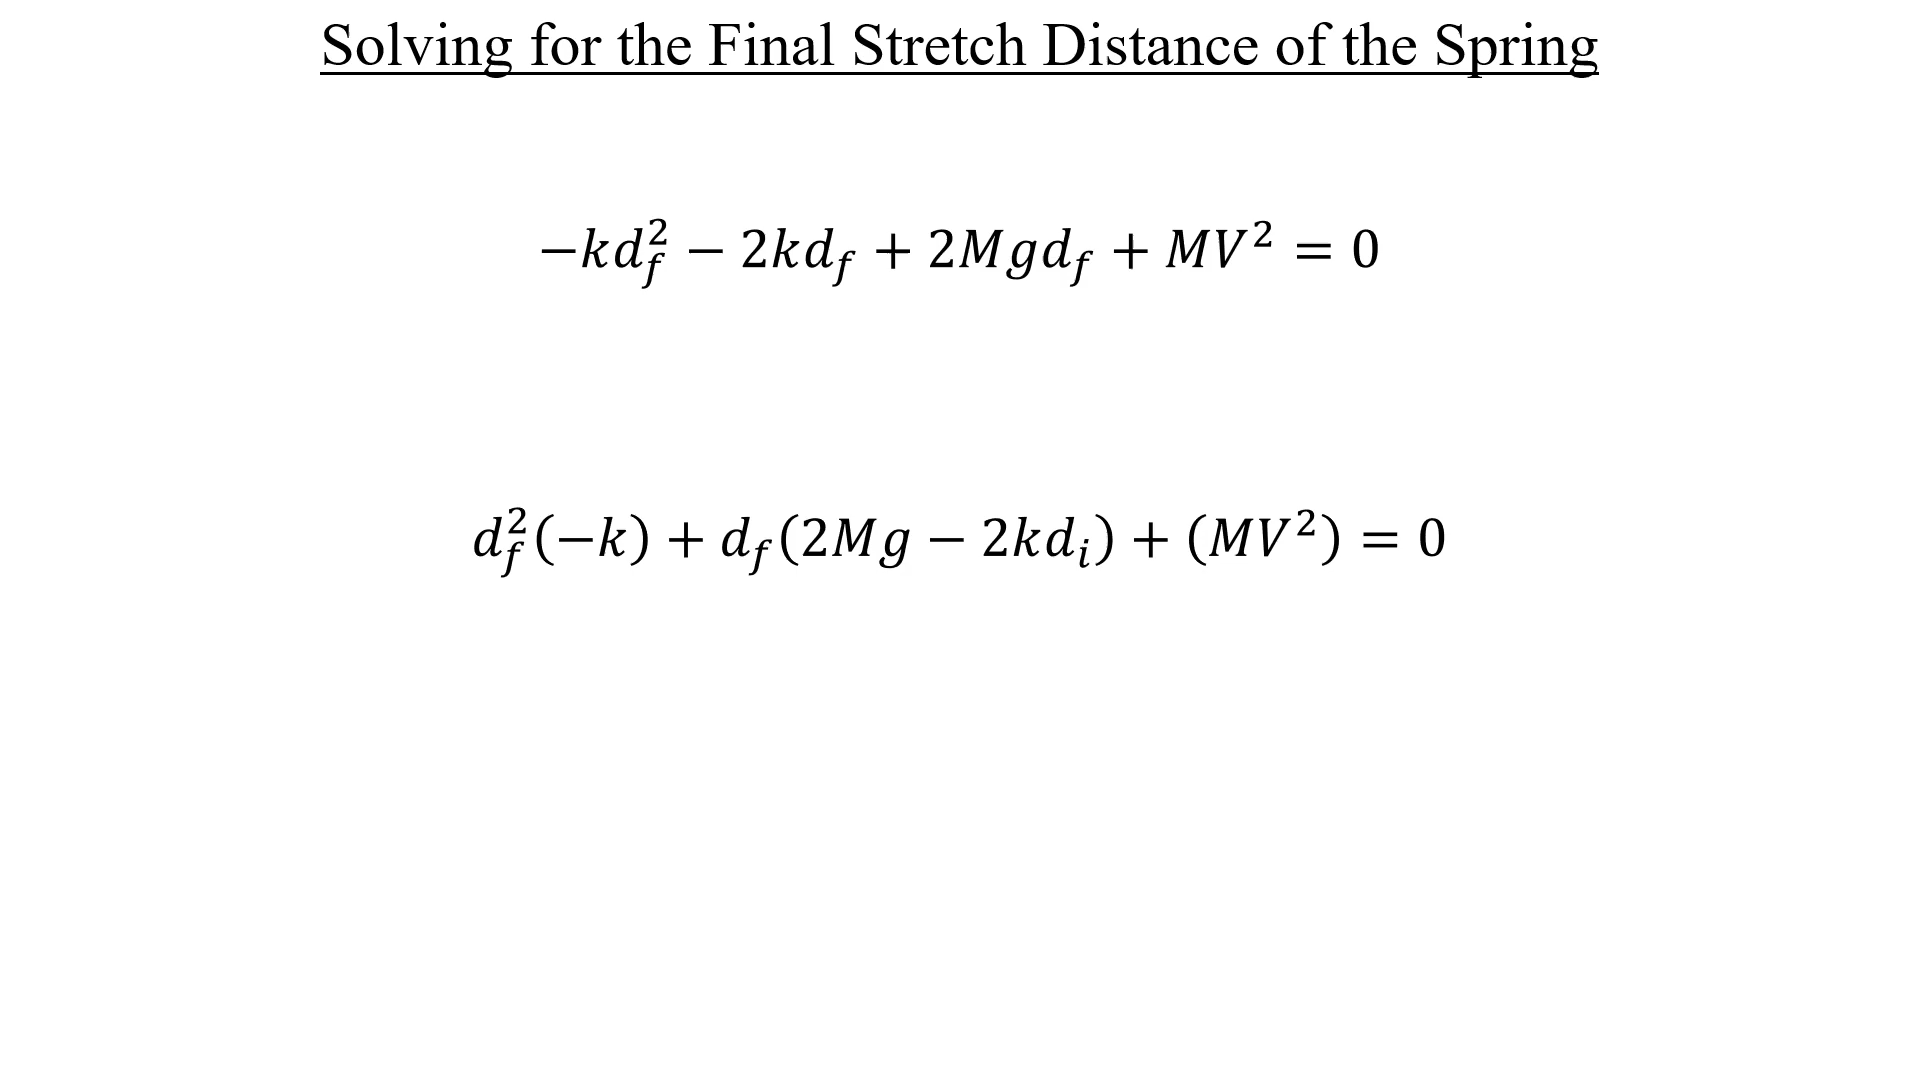 Solving for the Final Stretch Distance of the Spring
$-kd_f^2 - 2kd_f + 2Mgd_f + MV^2 = 0$
$d_f^2(-k) + d_f(2Mg - 2kd_i) + (MV^2) = 0$